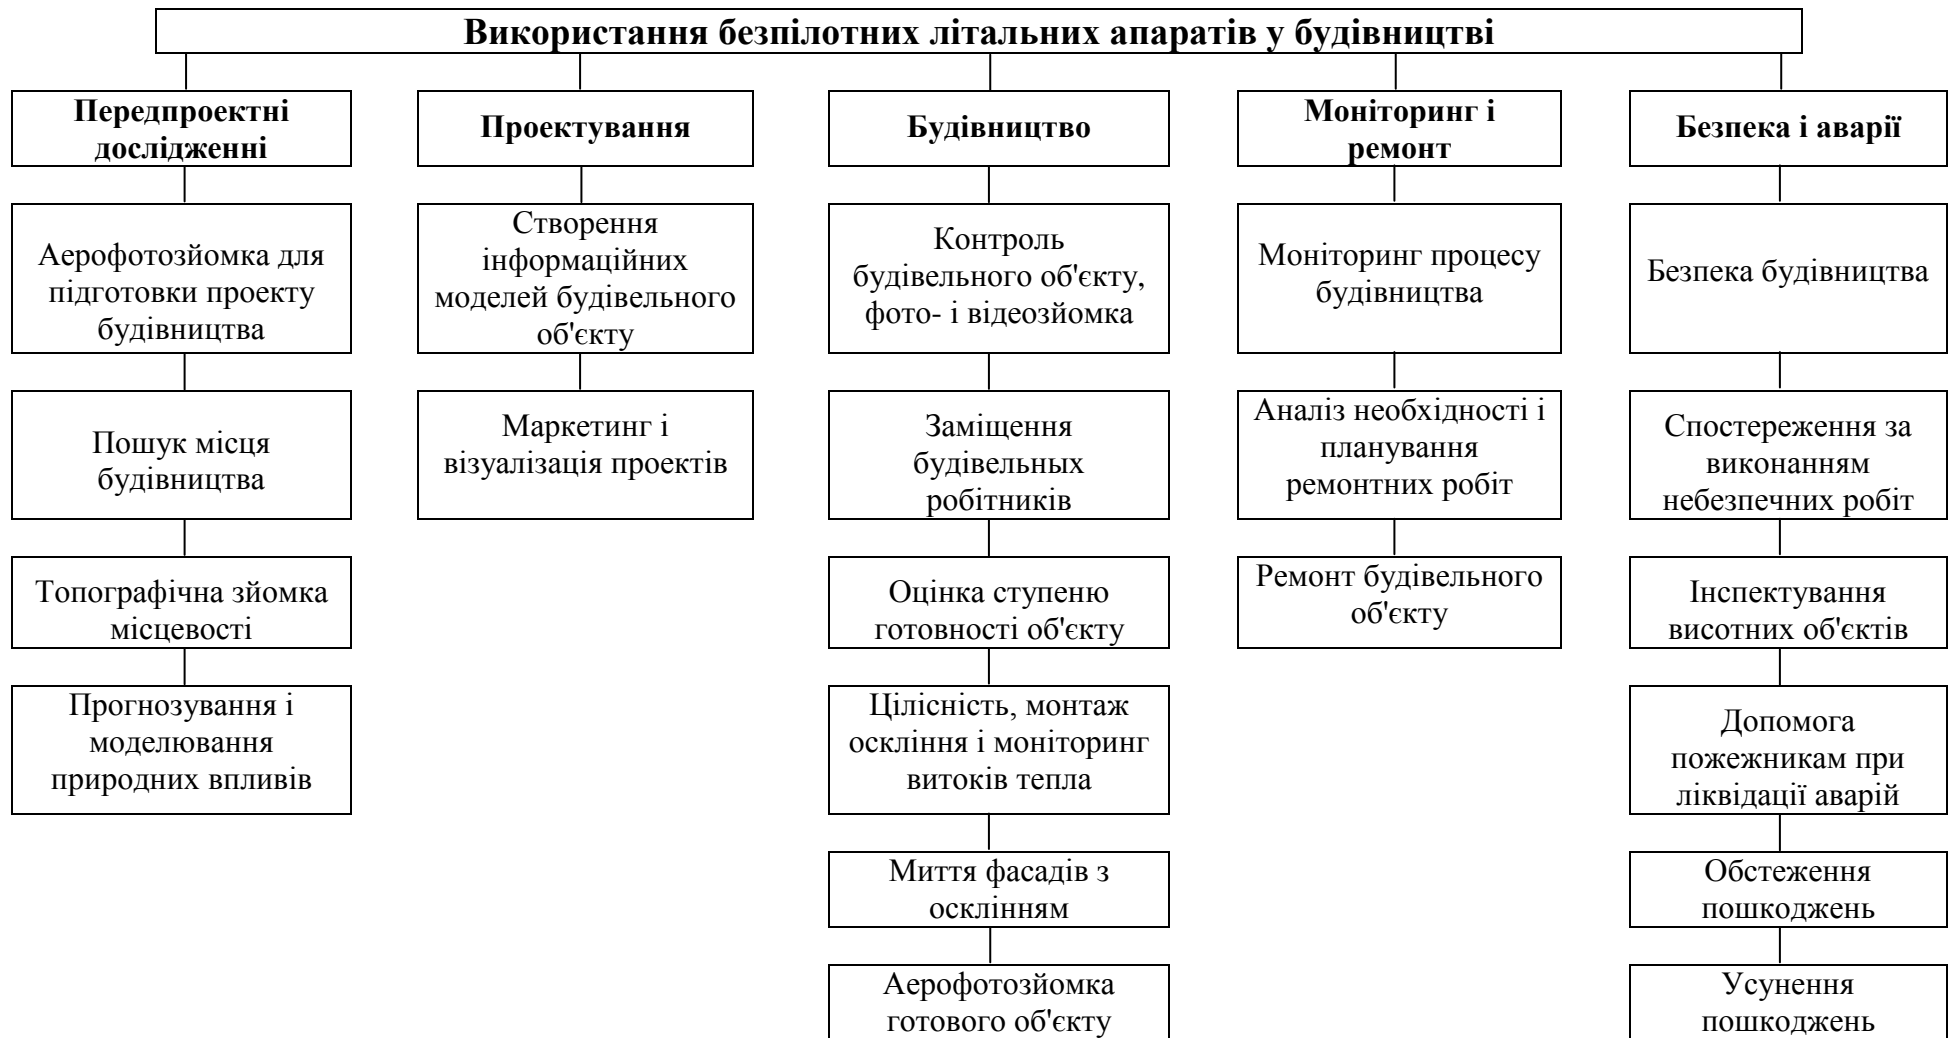 Використання безпілотних літальних апаратів у будівництві
Передпроектні
дослідженні
Проектування
Будівництво
Моніторинг і
ремонт
Безпека і аварії
Аерофотозйомка для
підготовки проекту
будівництва
Створення
інформаційних
моделей будівельного
об'єкту
Контроль
будівельного об'єкту,
фото- і відеозйомка
Моніторинг процесу
будівництва
Безпека будівництва
Пошук місця
будівництва
Маркетинг і
візуалізація проектів
Заміщення
будівельных
робітників
Аналіз необхідності і
планування
ремонтних робіт
Спостереження за
виконанням
небезпечних робіт
Топографічна зйомка
місцевості
Оцінка ступеню
готовності об'єкту
Ремонт будівельного
об'єкту
Інспектування
висотних об'єктів
Прогнозування і
моделювання
природних впливів
Цілісність, монтаж
оскління і моніторинг
витоків тепла
Допомога
пожежникам при
ліквідації аварій
Миття фасадів з
осклінням
Обстеження
пошкоджень
Аерофотозйомка
готового об'єкту
Усунення
пошкоджень